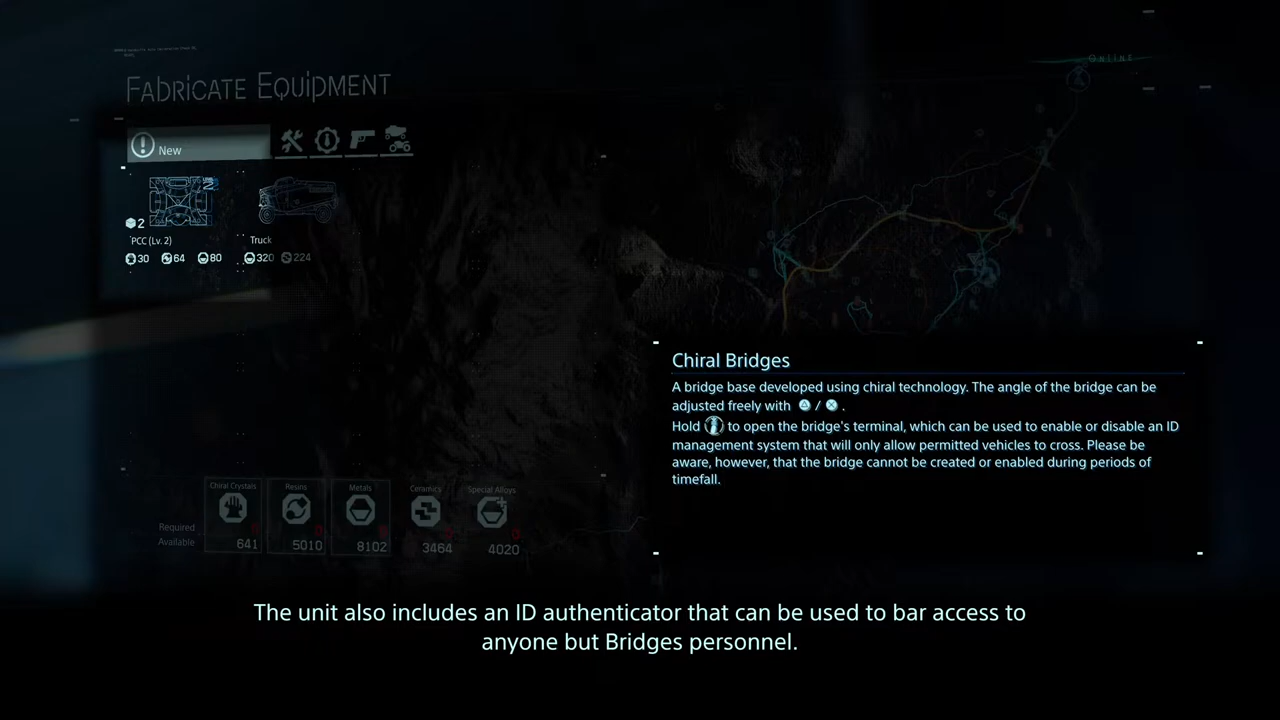 ONLINE
Fabricate Equipment
New
2
PCC (Lv. 2)
Truck
30 64 80
320 224
Chiral Bridges
A bridge base developed using chiral technology. The angle of the bridge can be
adjusted freely with / .
Hold to open the bridge's terminal, which can be used to enable or disable an ID
management system that will only allow permitted vehicles to cross. Please be
aware, however, that the bridge cannot be created or enabled during periods of
timefall.
Chiral Crystals Resins Metals Ceramics Special Alloys
Required
Available 641 5010 8102 3464 4020
The unit also includes an ID authenticator that can be used to bar access to
anyone but Bridges personnel.